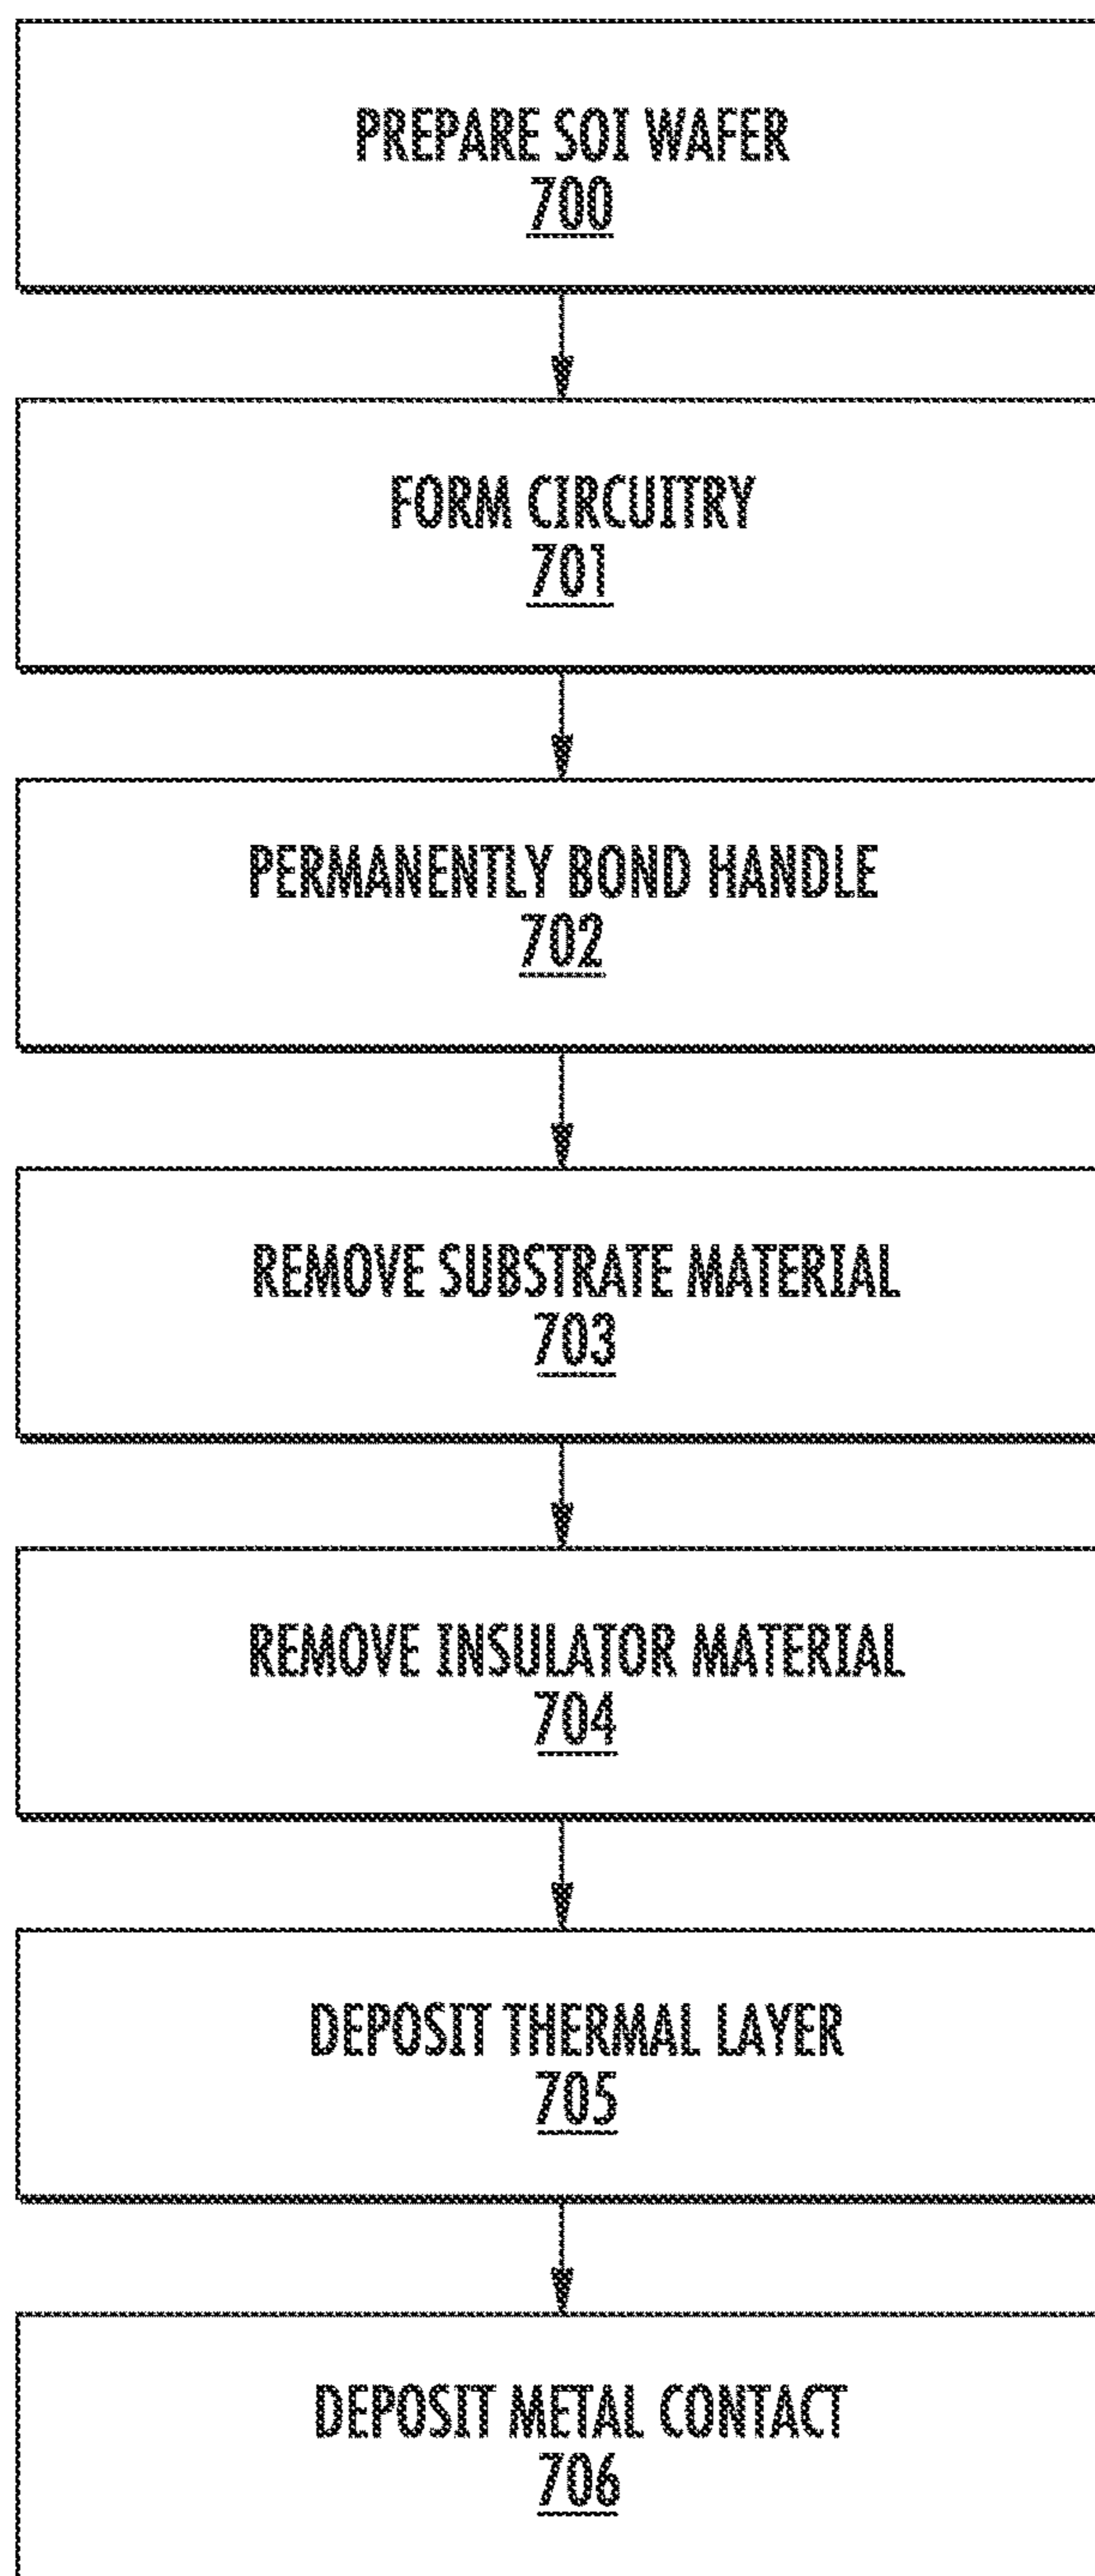 PREPARE SOI WAFER
700
FORM CIRCUITRY
701
PERMANENTLY BOND HANDLE
702
REMOVE SUBSTRATE MATERIAL
703
REMOVE INSULATOR MATERIAL
704
DEPOSIT THERMAL LAYER
705
DEPOSIT METAL CONTACT
706